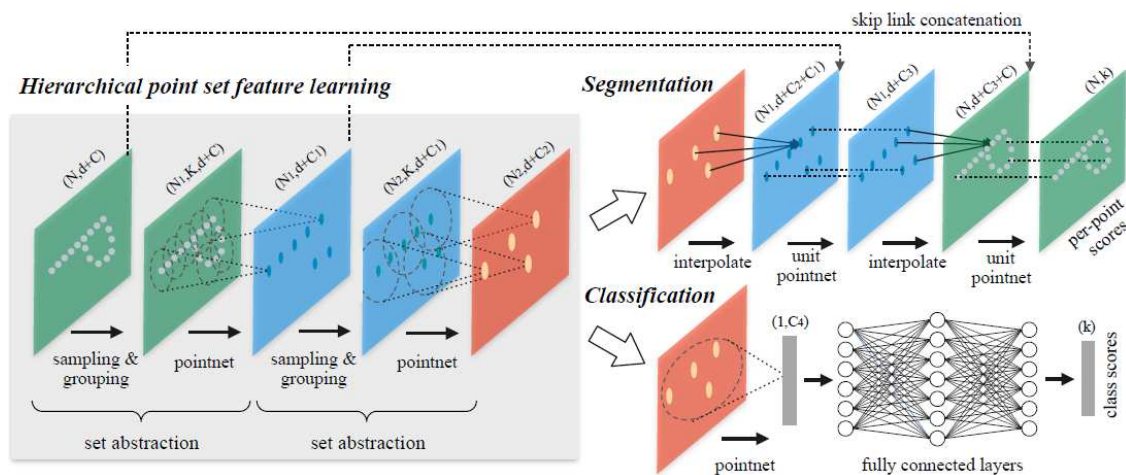 skip link concatenation
Hierarchical point set feature learning
Segmentation
(N,d+C)
(N1,K,d+C)
(N1,d+C1)
(N2,K,d+C1)
(N2,d+C2)
sampling &
grouping
pointnet
sampling &
grouping
pointnet
set abstraction
set abstraction
(N1,d+C2+C1)
(N1,d+C3)
(N,d+C3+C)
(N,k)
interpolate
unit
pointnet
interpolate
unit
pointnet
per-point
scores
Classification
(1,C4)
(k)
class scores
pointnet
fully connected layers